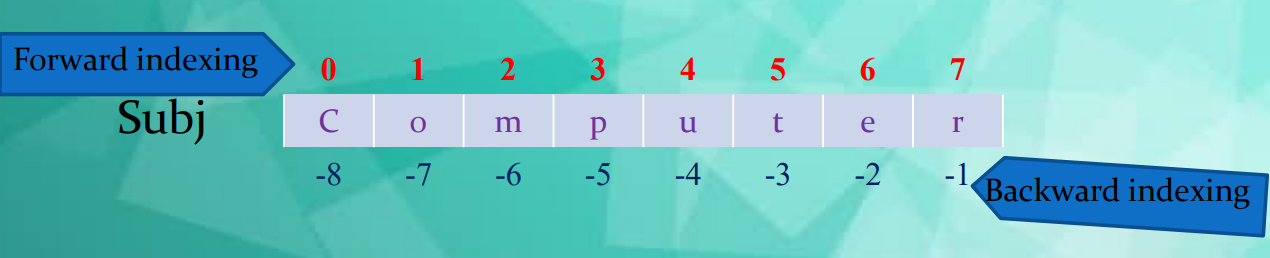 Forward indexing
0 1 2 3 4 5 6 7
Subj
C o m p u t e r
-8 -7 -6 -5 -4 -3 -2 -1
Backward indexing